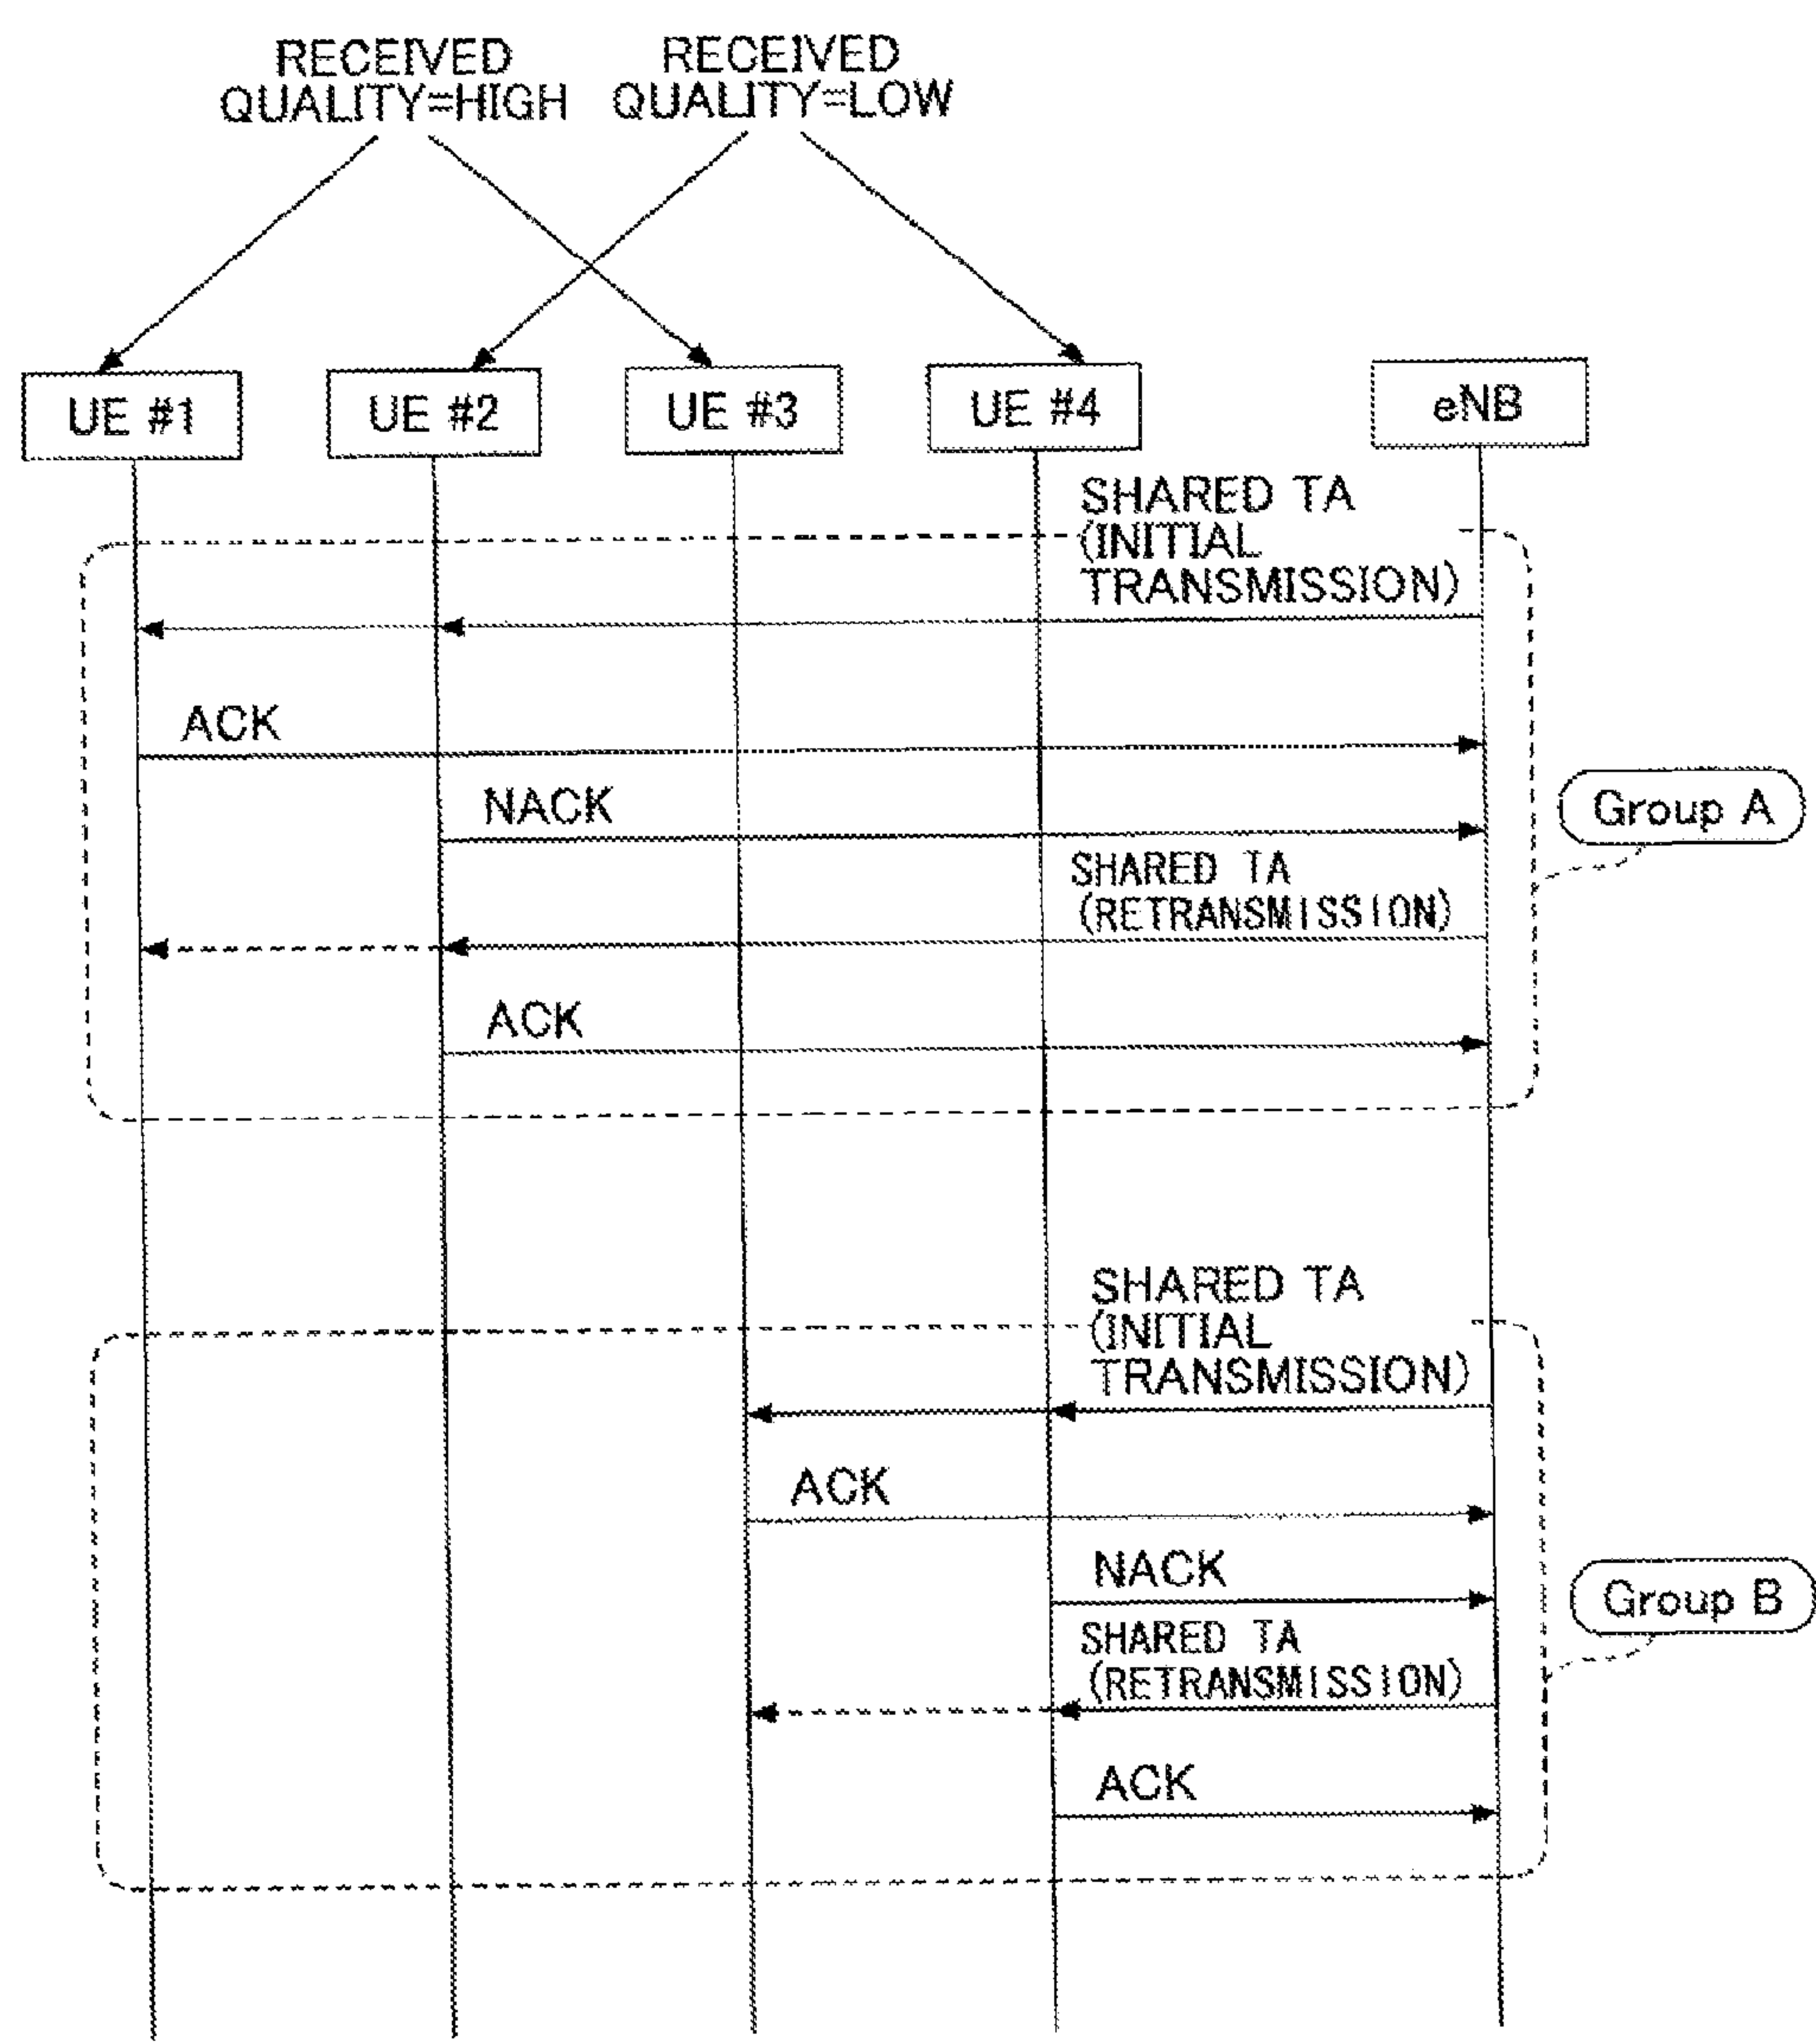 RECEIVED
QUALITY=HIGH
RECEIVED
QUALITY=LOW
UE #1
UE #2
UE #3
UE #4
eNB
SHARED TA
(INITIAL
TRANSMISSION)
ACK
NACK
Group A
SHARED TA
(RETRANSMISSION)
ACK
SHARED TA
(INITIAL
TRANSMISSION)
ACK
NACK
Group B
SHARED TA
(RETRANSMISSION)
ACK